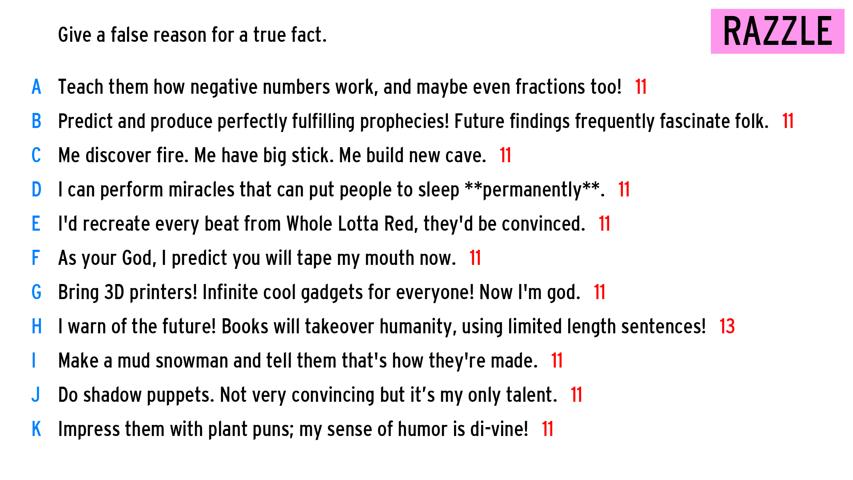 Give a false reason for a true fact.
RAZZLE
A Teach them how negative numbers work, and maybe even fractions too! 11
B Predict and produce perfectly fulfilling prophecies! Future findings frequently fascinate folk. 11
C Me discover fire. Me have big stick. Me build new cave. 11
D I can perform miracles that can put people to sleep **permanently**. 11
E I'd recreate every beat from Whole Lotta Red, they'd be convinced. 11
F As your God, I predict you will tape my mouth now. 11
G Bring 3D printers! Infinite cool gadgets for everyone! Now I'm god. 11
H I warn of the future! Books will takeover humanity, using limited length sentences! 13
I Make a mud snowman and tell them that's how they're made. 11
J Do shadow puppets. Not very convincing but it’s my only talent. 11
K Impress them with plant puns; my sense of humor is di-vine! 11